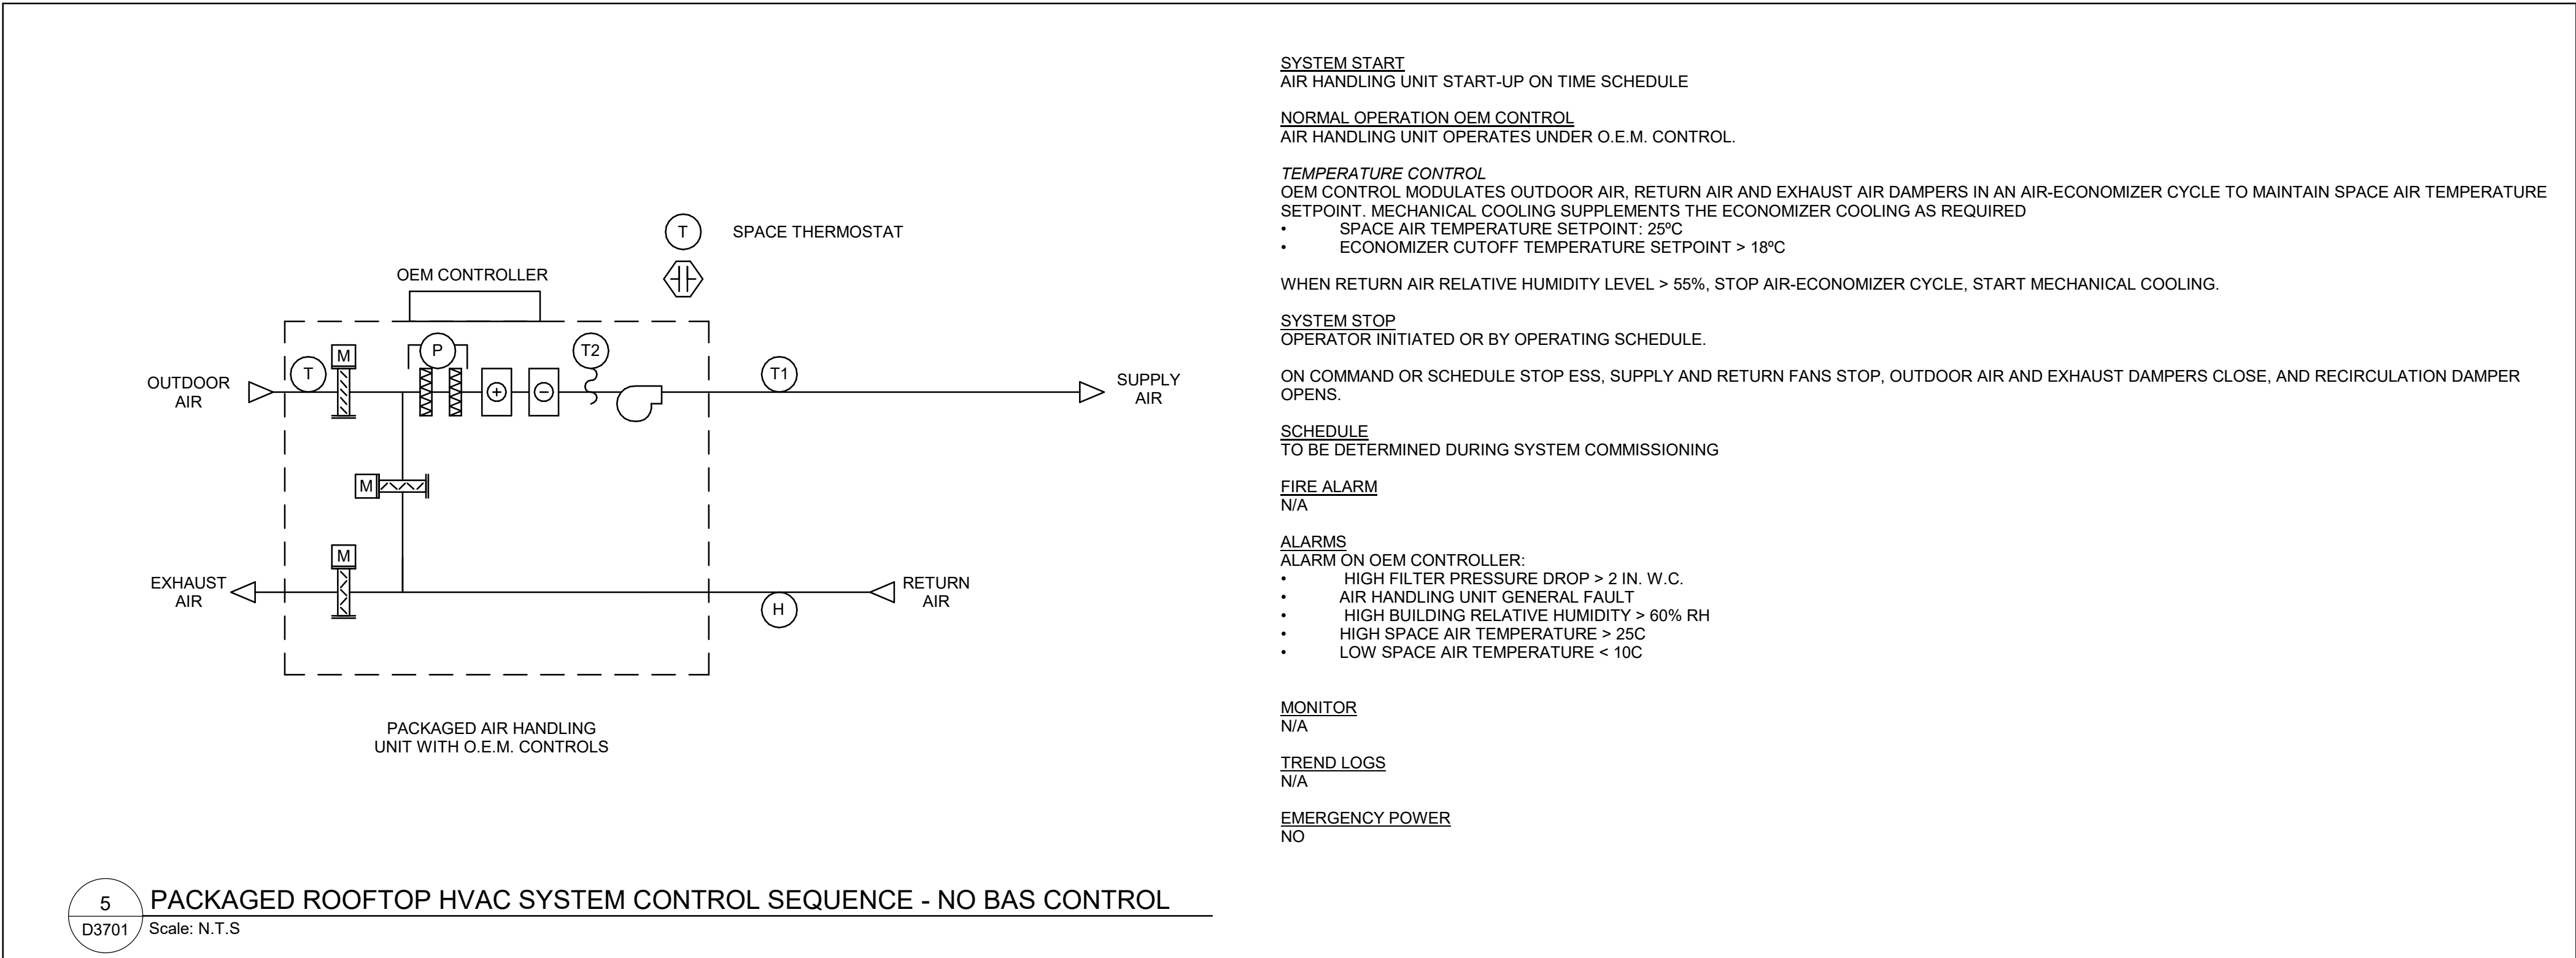 SPACE THERMOSTAT
T
OEM CONTROLLER
M
P
T2
T
T1
OUTDOOR
AIR
+
−
SUPPLY
AIR
M
M
EXHAUST
AIR
RETURN
AIR
H
PACKAGED AIR HANDLING
UNIT WITH O.E.M. CONTROLS
5
D3701
PACKAGED ROOFTOP HVAC SYSTEM CONTROL SEQUENCE - NO BAS CONTROL
Scale: N.T.S
SYSTEM START
AIR HANDLING UNIT START-UP ON TIME SCHEDULE
NORMAL OPERATION OEM CONTROL
AIR HANDLING UNIT OPERATES UNDER O.E.M. CONTROL.
TEMPERATURE CONTROL
OEM CONTROL MODULATES OUTDOOR AIR, RETURN AIR AND EXHAUST AIR DAMPERS IN AN AIR-ECONOMIZER CYCLE TO MAINTAIN SPACE AIR TEMPERATURE
SETPOINT. MECHANICAL COOLING SUPPLEMENTS THE ECONOMIZER COOLING AS REQUIRED
• SPACE AIR TEMPERATURE SETPOINT: 25ºC
• ECONOMIZER CUTOFF TEMPERATURE SETPOINT > 18ºC
WHEN RETURN AIR RELATIVE HUMIDITY LEVEL > 55%, STOP AIR-ECONOMIZER CYCLE, START MECHANICAL COOLING.
SYSTEM STOP
OPERATOR INITIATED OR BY OPERATING SCHEDULE.
ON COMMAND OR SCHEDULE STOP ESS, SUPPLY AND RETURN FANS STOP, OUTDOOR AIR AND EXHAUST DAMPERS CLOSE, AND RECIRCULATION DAMPER
OPENS.
SCHEDULE
TO BE DETERMINED DURING SYSTEM COMMISSIONING
FIRE ALARM
N/A
ALARMS
ALARM ON OEM CONTROLLER:
• HIGH FILTER PRESSURE DROP > 2 IN. W.C.
• AIR HANDLING UNIT GENERAL FAULT
• HIGH BUILDING RELATIVE HUMIDITY > 60% RH
• HIGH SPACE AIR TEMPERATURE > 25C
• LOW SPACE AIR TEMPERATURE < 10C
MONITOR
N/A
TREND LOGS
N/A
EMERGENCY POWER
NO